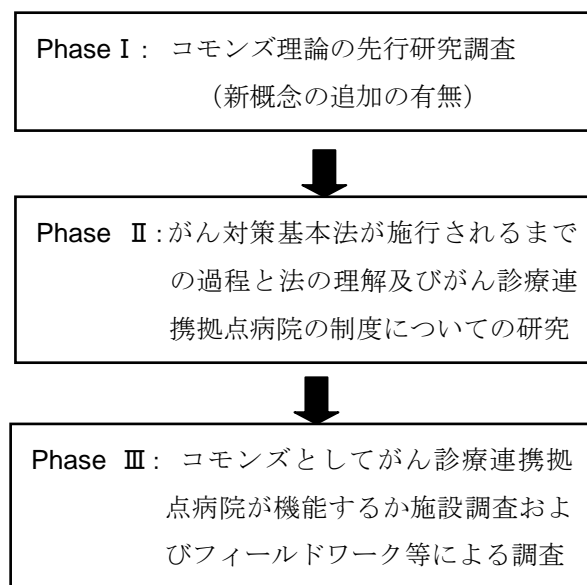 Phase Ⅰ： コモンズ理論の先行研究調査
（新概念の追加の有無）
Phase Ⅱ：がん対策基本法が施行されるまで
の過程と法の理解及びがん診療連
携拠点病院の制度についての研究
Phase Ⅲ： コモンズとしてがん診療連携拠
点病院が機能するか施設調査およ
びフィールドワーク等による調査